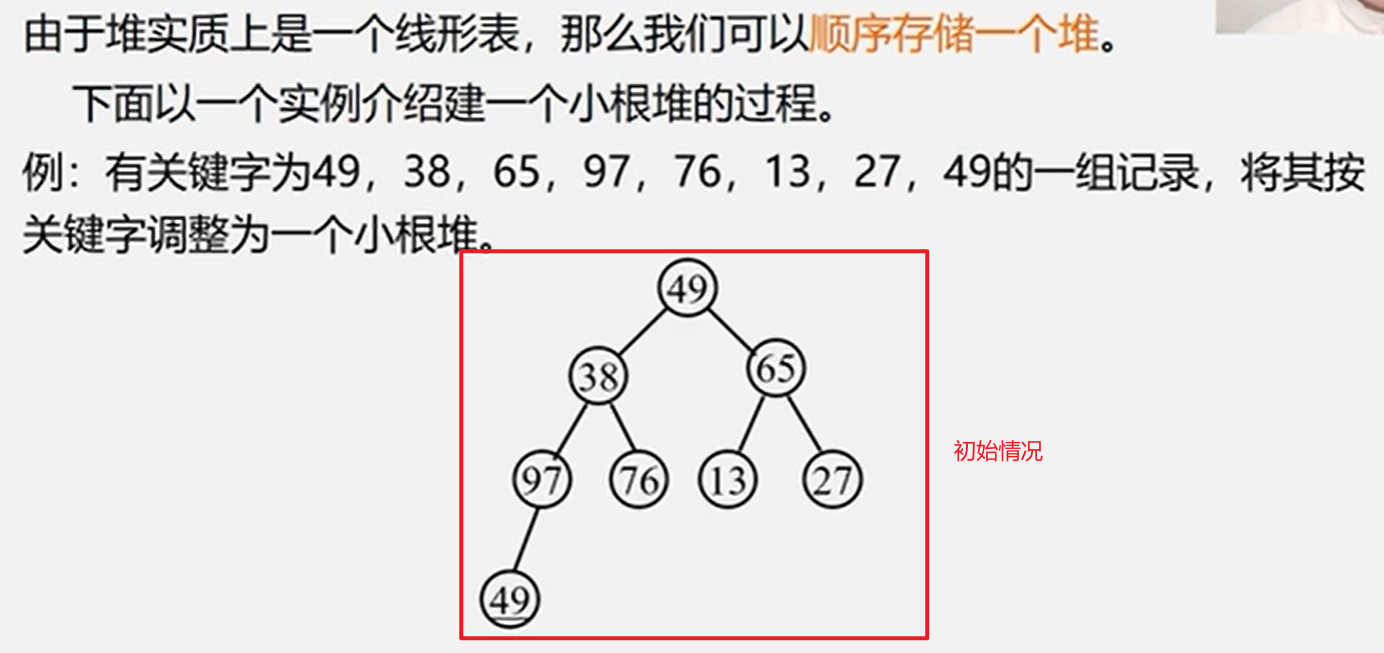 由于堆实质上是一个线形表，那么我们可以顺序存储一个堆。
下面以一个实例介绍建一个小根堆的过程。
例：有关键字为49，38，65，97，76，13，27，49的一组记录，将其按
关键字调整为一个小根堆。
49
38 65
97 76 13 27
初始情况
49